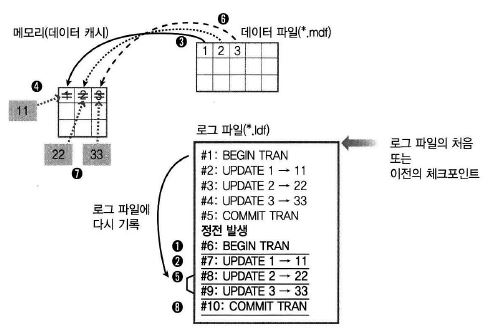 ❻
메모리(데이터 캐시)
데이터 파일(*.mdf)
❸
1 2 3
❹
1 2 3
11
22 33
❼
로그 파일(*.ldf)
로그 파일의 처음
또는
이전의 체크포인트
#1: BEGIN TRAN
#2: UPDATE 1 → 11
#3: UPDATE 2 → 22
#4: UPDATE 3 → 33
#5: COMMIT TRAN
정전 발생
로그 파일에
다시 기록
❶ #6: BEGIN TRAN
❷ #7: UPDATE 1 → 11
❺ #8: UPDATE 2 → 22
#9: UPDATE 3 → 33
❽ #10: COMMIT TRAN